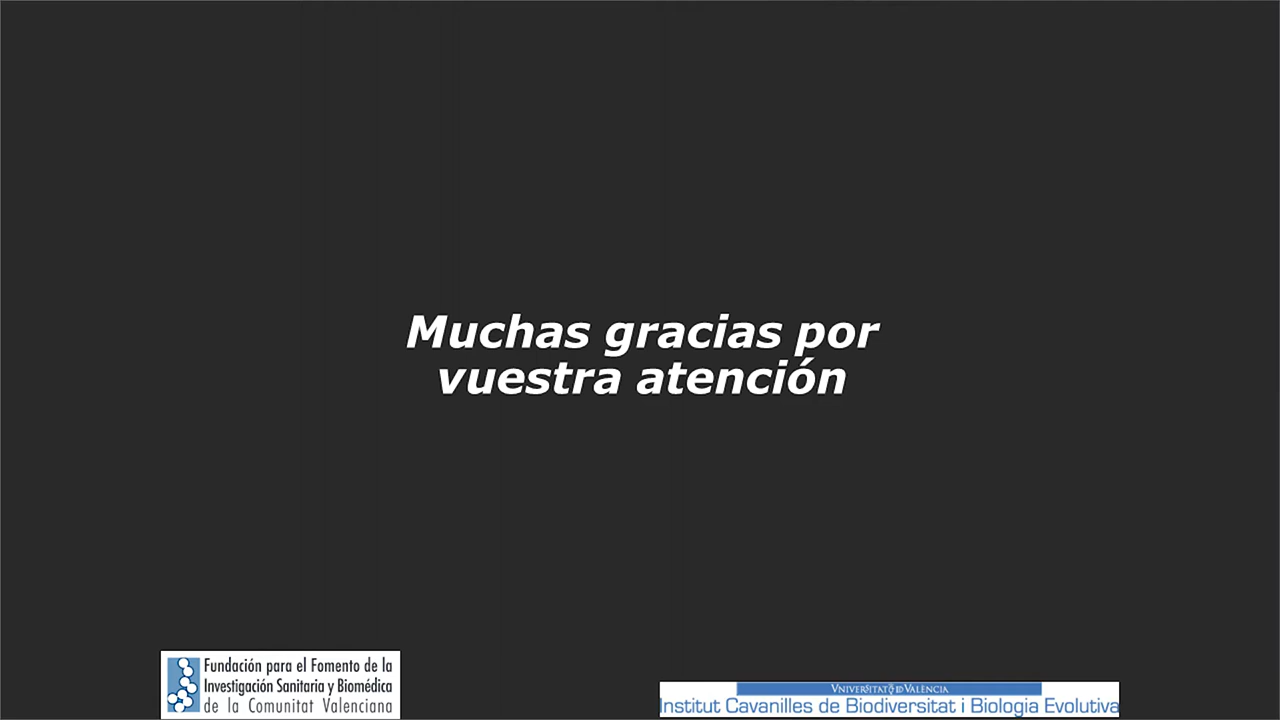 Muchas gracias por
vuestra atención
Fundación para el Fomento de la
Investigación Sanitaria y Biomédica
de la Comunitat Valenciana
VNIVERSITAT ID VALÈNCIA
Institut Cavanilles de Biodiversitat i Biologia Evolutiva